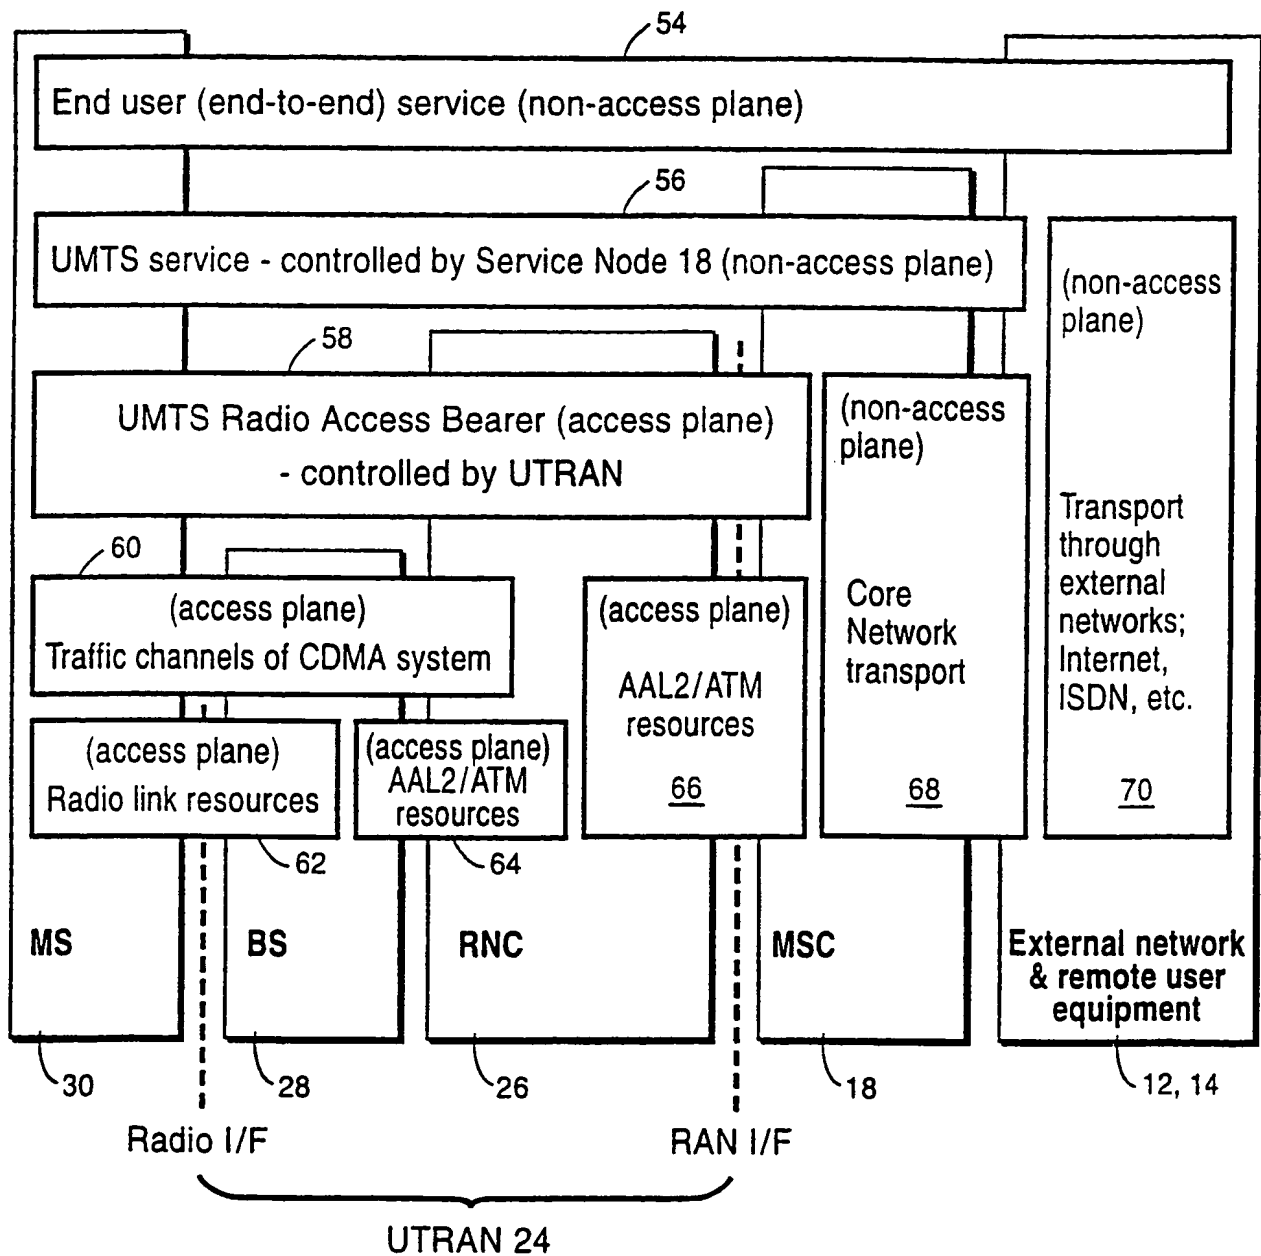 54
End user (end-to-end) service (non-access plane)
56
UMTS service - controlled by Service Node 18 (non-access plane)
(non-access
plane)
Transport
through
external
networks;
Internet,
ISDN, etc.
70
58
UMTS Radio Access Bearer (access plane)
- controlled by UTRAN
(non-access
plane)
Core
Network
transport
68
60
(access plane)
Traffic channels of CDMA system
(access plane)
AAL2/ATM
resources
66
(access plane)
Radio link resources
62
(access plane)
AAL2/ATM
resources
64
MS
BS
RNC
MSC
External network
& remote user
equipment
30
28
26
18
12, 14
Radio I/F
RAN I/F
UTRAN 24